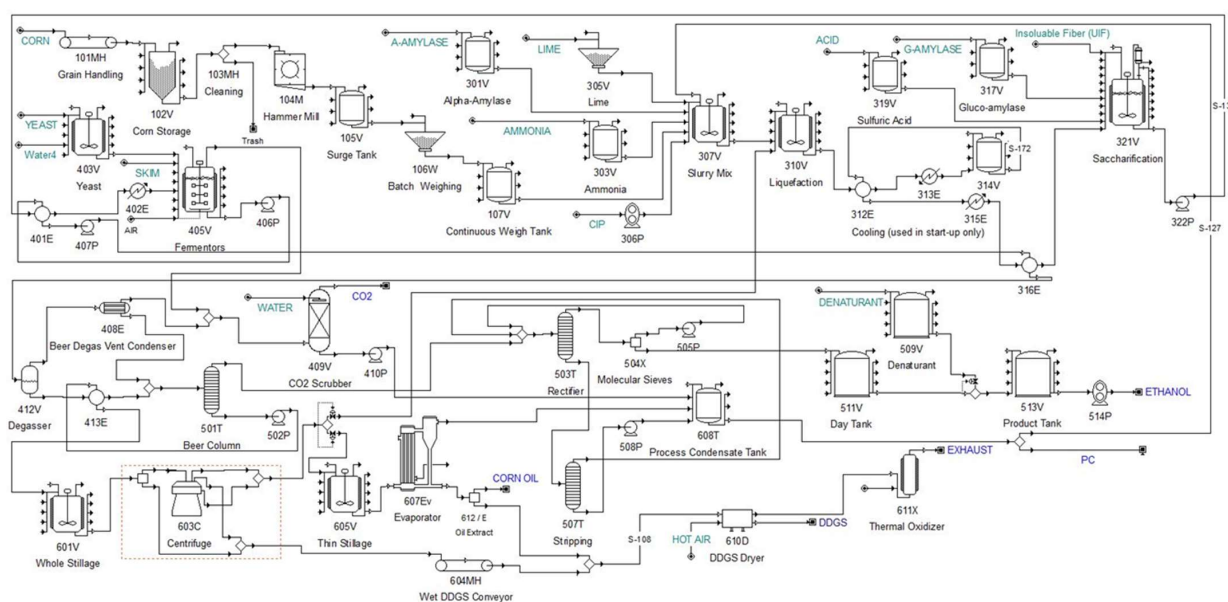 CORN
101MH
Grain Handling
102V
Corn Storage
103MH
Cleaning
Trash
104M
Hammer Mill
105V
Surge Tank
106W
Batch Weighing
107V
Continuous Weigh Tank
A-AMYLASE
301V
Alpha-Amylase
LIME
305V
Lime
AMMONIA
303V
Ammonia
CIP
306P
307V
Slurry Mix
310V
Liquefaction
ACID
319V
Sulfuric Acid
G-AMYLASE
317V
Gluco-amylase
Insoluable Fiber (UIF)
321V
Saccharification
312E
313E
314V
S-172
315E
Cooling (used in start-up only)
316E
322P
S-127
YEAST
Water4
403V
Yeast
SKIM
402E
AIR
401E
407P
405V
Fermentors
406P
408E
Beer Degas Vent Condenser
412V
Degasser
413E
501T
Beer Column
502P
WATER
CO2
409V
CO2 Scrubber
410P
503T
Rectifier
504X
Molecular Sieves
505P
507T
Stripping
508P
608T
Process Condensate Tank
DENATURANT
509V
Denaturant
511V
Day Tank
513V
Product Tank
514P
ETHANOL
PC
601V
Whole Stillage
603C
Centrifuge
605V
Thin Stillage
607Ev
Evaporator
CORN OIL
612 / E
Oil Extract
604MH
Wet DDGS Conveyor
S-108
HOT AIR
610D
DDGS Dryer
DDGS
EXHAUST
611X
Thermal Oxidizer